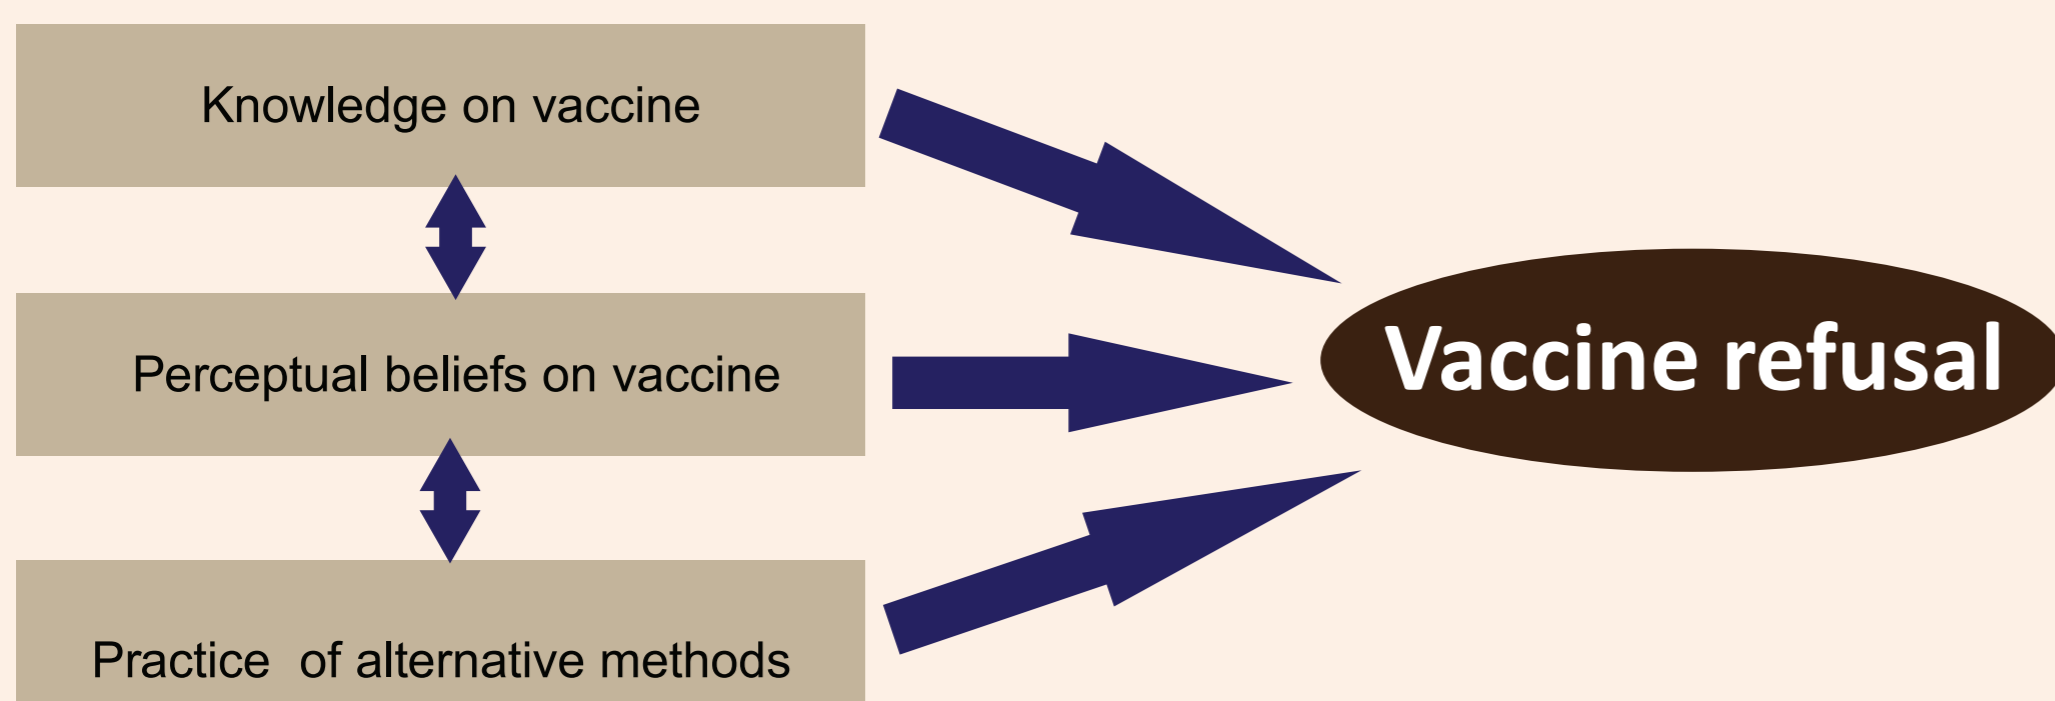 Knowledge on vaccine
Perceptual beliefs on vaccine
Vaccine refusal
Practice  of alternative methods